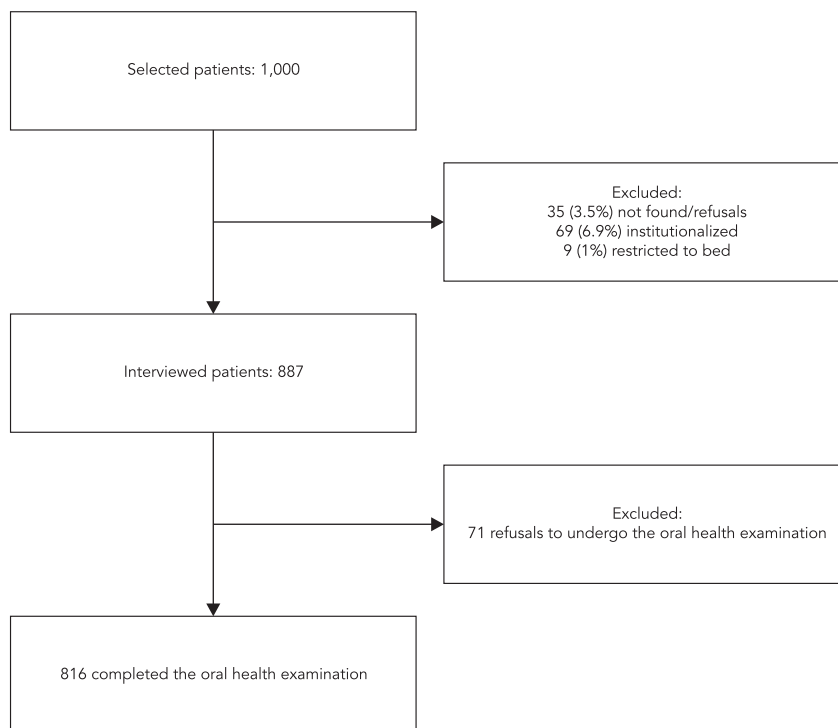 Selected patients: 1,000
Excluded:
35 (3.5%) not found/refusals
69 (6.9%) institutionalized
9 (1%) restricted to bed
Interviewed patients: 887
Excluded:
71 refusals to undergo the oral health examination
816 completed the oral health examination